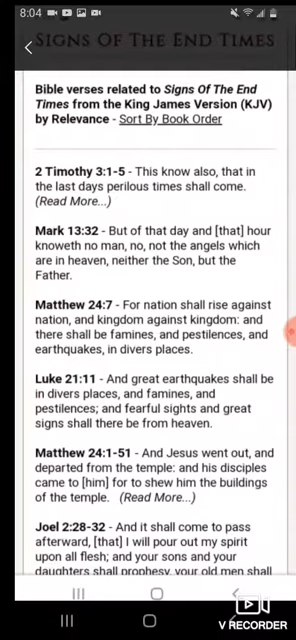 8:04
SIGNS OF THE END TIMES
Bible verses related to Signs Of The End
Times from the King James Version (KJV)
by Relevance - Sort By Book Order
2 Timothy 3:1-5 - This know also, that in
the last days perilous times shall come.
(Read More...)
Mark 13:32 - But of that day and [that] hour
knoweth no man, no, not the angels which
are in heaven, neither the Son, but the
Father.
Matthew 24:7 - For nation shall rise against
nation, and kingdom against kingdom: and
there shall be famines, and pestilences, and
earthquakes, in divers places.
Luke 21:11 - And great earthquakes shall be
in divers places, and famines, and
pestilences; and fearful sights and great
signs shall there be from heaven.
Matthew 24:1-51 - And Jesus went out, and
departed from the temple: and his disciples
came to [him] for to shew him the buildings
of the temple. (Read More...)
Joel 2:28-32 - And it shall come to pass
afterward, [that] I will pour out my spirit
upon all flesh; and your sons and your
daughters shall prophesy, your old men shall
V RECORDER